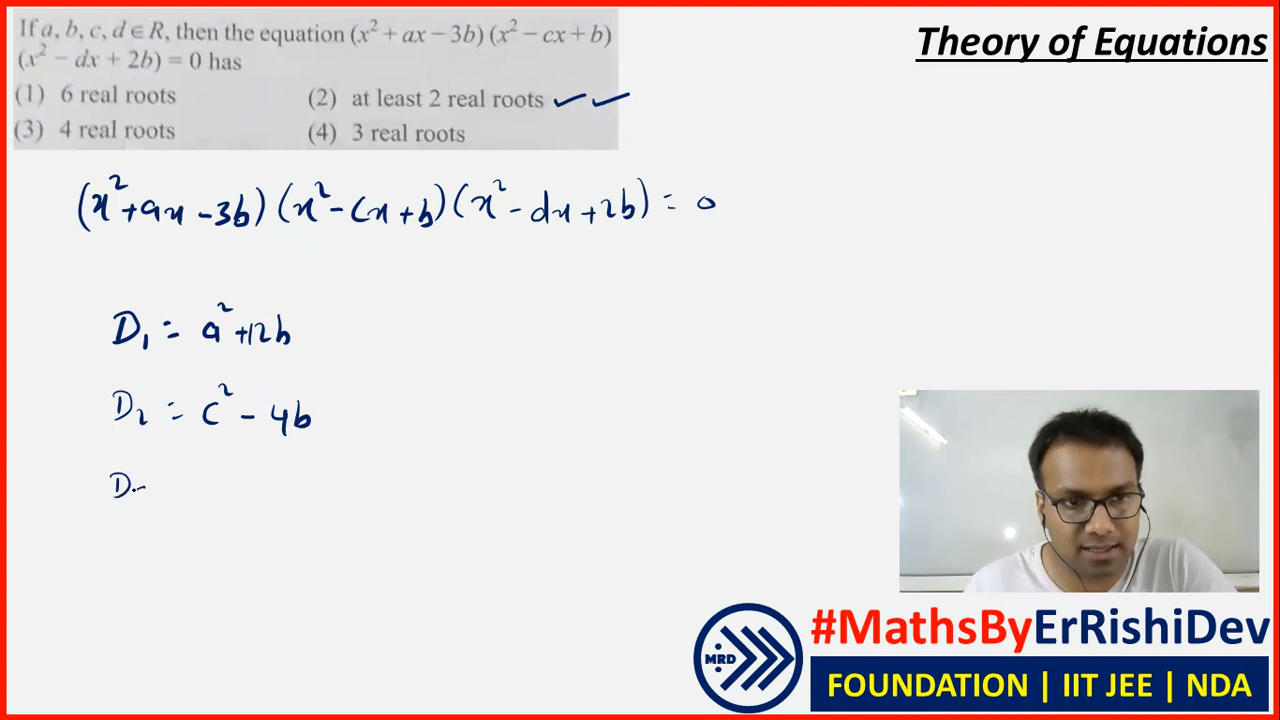 If a, b, c, d ∈ R, then the equation (x² + ax − 3b) (x² − cx + b)
(x² − dx + 2b) = 0 has
(1) 6 real roots (2) at least 2 real roots
(3) 4 real roots (4) 3 real roots
Theory of Equations
(x² + ax − 3b) (x² − cx + b) (x² − dx + 2b) = 0
D₁ = a² + 12b
D₂ = c² − 4b
D
MRD
#MathsByErRishiDev
FOUNDATION | IIT JEE | NDA